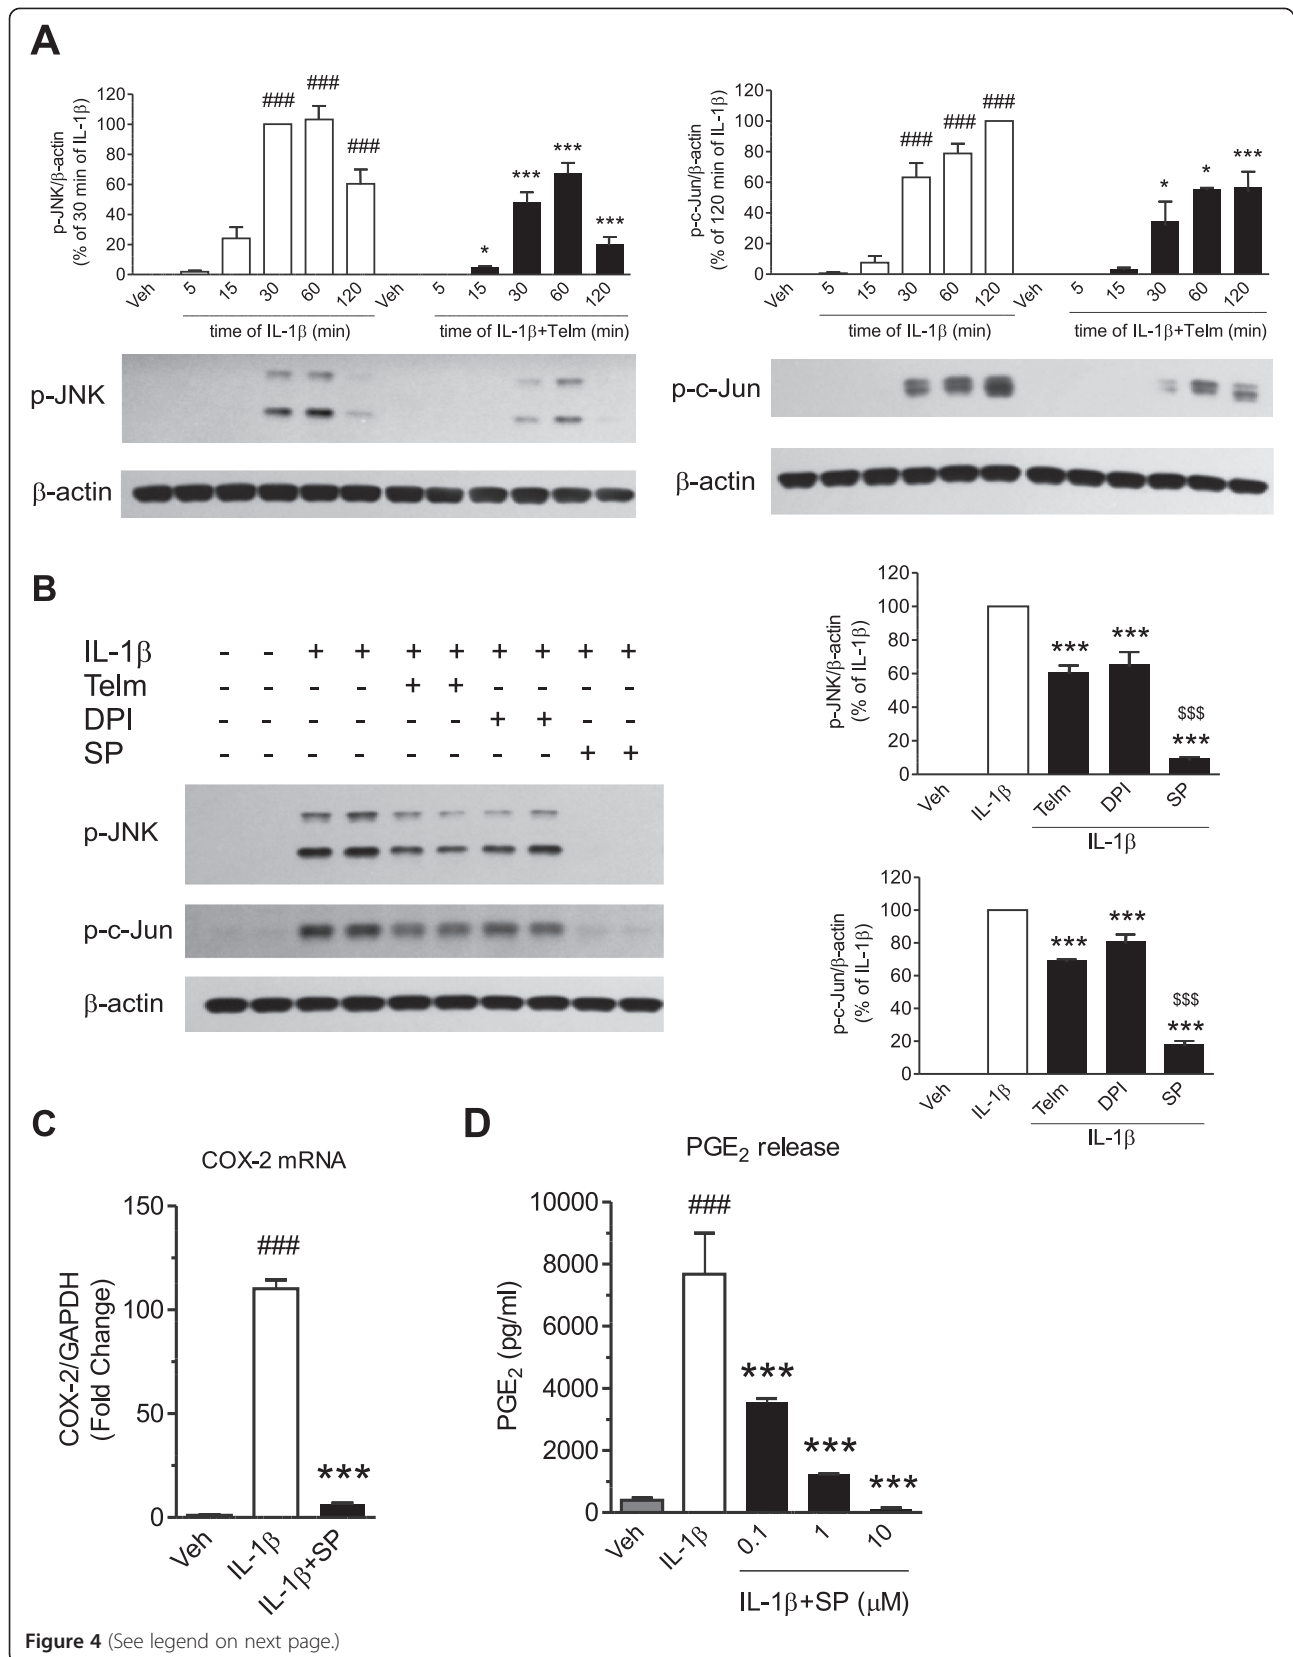 A
p-JNK/β-actin
(% of 30 min of IL-1β)
120
100
80
60
40
20
0
###
###
###
*
***
***
***
Veh
5
15
30
60
120
Veh
5
15
30
60
120
time of IL-1β (min)
time of IL-1β+Telm (min)
p-JNK
β-actin
p-c-Jun/β-actin
(% of 120 min of IL-1β)
120
100
80
60
40
20
0
###
###
###
*
*
***
Veh
5
15
30
60
120
Veh
5
15
30
60
120
time of IL-1β (min)
time of IL-1β+Telm (min)
p-c-Jun
β-actin
B
IL-1β - - + + + + + + + +
Telm - - - - + + - - - -
DPI - - - - - - + + - -
SP - - - - - - - - + +
p-JNK
p-c-Jun
β-actin
p-JNK/β-actin
(% of IL-1β)
120
100
80
60
40
20
0
***
***
$$$
***
Veh
IL-1β
Telm
DPI
SP
IL-1β
p-c-Jun/β-actin
(% of IL-1β)
120
100
80
60
40
20
0
***
***
$$$
***
Veh
IL-1β
Telm
DPI
SP
IL-1β
C
COX-2 mRNA
COX-2/GAPDH
(Fold Change)
150
100
50
0
###
***
Veh
IL-1β
IL-1β+SP
D
PGE₂ release
PGE₂ (pg/ml)
10000
8000
6000
4000
2000
0
###
***
***
***
Veh
IL-1β
0.1
1
10
IL-1β+SP (μM)
Figure 4 (See legend on next page.)